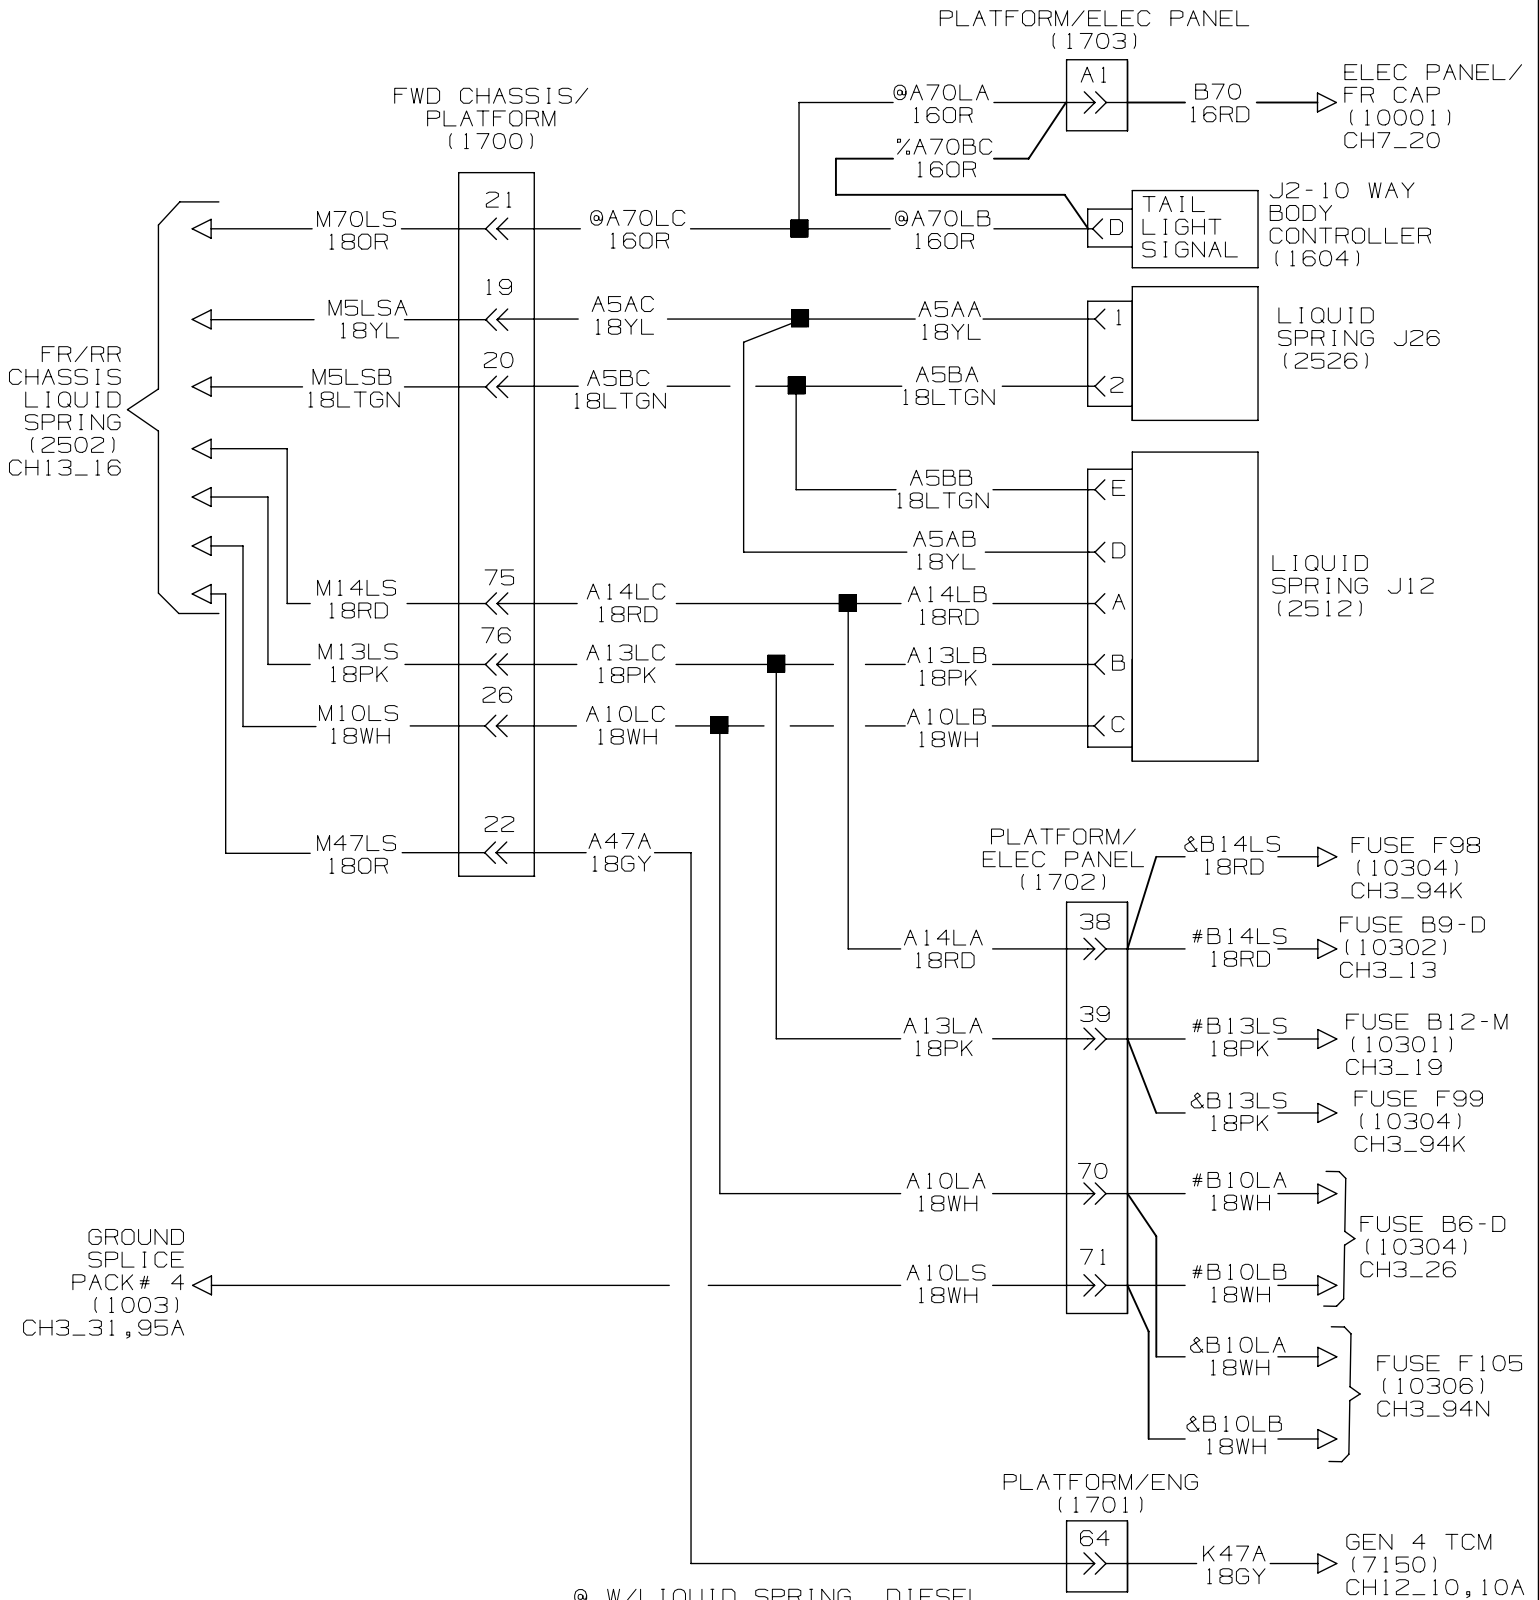 PLATFORM/ELEC PANEL
(1703)
A1
@A70LA
16OR
B70
16RD
ELEC PANEL/
FR CAP
(10001)
CH7_20
%A70BC
16OR
FWD CHASSIS/
PLATFORM
(1700)
M70LS
18OR
21
@A70LC
16OR
@A70LB
16OR
D
TAIL
LIGHT
SIGNAL
J2-10 WAY
BODY
CONTROLLER
(1604)
M5LSA
18YL
19
A5AC
18YL
A5AA
18YL
1
LIQUID
SPRING J26
(2526)
M5LSB
18LTGN
20
A5BC
18LTGN
A5BA
18LTGN
2
FR/RR
CHASSIS
LIQUID
SPRING
(2502)
CH13_16
A5BB
18LTGN
E
A5AB
18YL
D
LIQUID
SPRING J12
(2512)
M14LS
18RD
75
A14LC
18RD
A14LB
18RD
A
M13LS
18PK
76
A13LC
18PK
A13LB
18PK
B
M10LS
18WH
26
A10LC
18WH
A10LB
18WH
C
M47LS
18OR
22
A47A
18GY
PLATFORM/
ELEC PANEL
(1702)
&B14LS
18RD
FUSE F98
(10304)
CH3_94K
A14LA
18RD
38
#B14LS
18RD
FUSE B9-D
(10302)
CH3_13
A13LA
18PK
39
#B13LS
18PK
FUSE B12-M
(10301)
CH3_19
&B13LS
18PK
FUSE F99
(10304)
CH3_94K
A10LA
18WH
70
#B10LA
18WH
FUSE B6-D
(10304)
CH3_26
GROUND
SPLICE
PACK# 4
(1003)
CH3_31,95A
A10LS
18WH
71
#B10LB
18WH
&B10LA
18WH
FUSE F105
(10306)
CH3_94N
&B10LB
18WH
PLATFORM/ENG
(1701)
64
K47A
18GY
GEN 4 TCM
(7150)
CH12_10,10A
@ W/LIQUID SPRING, DIESEL